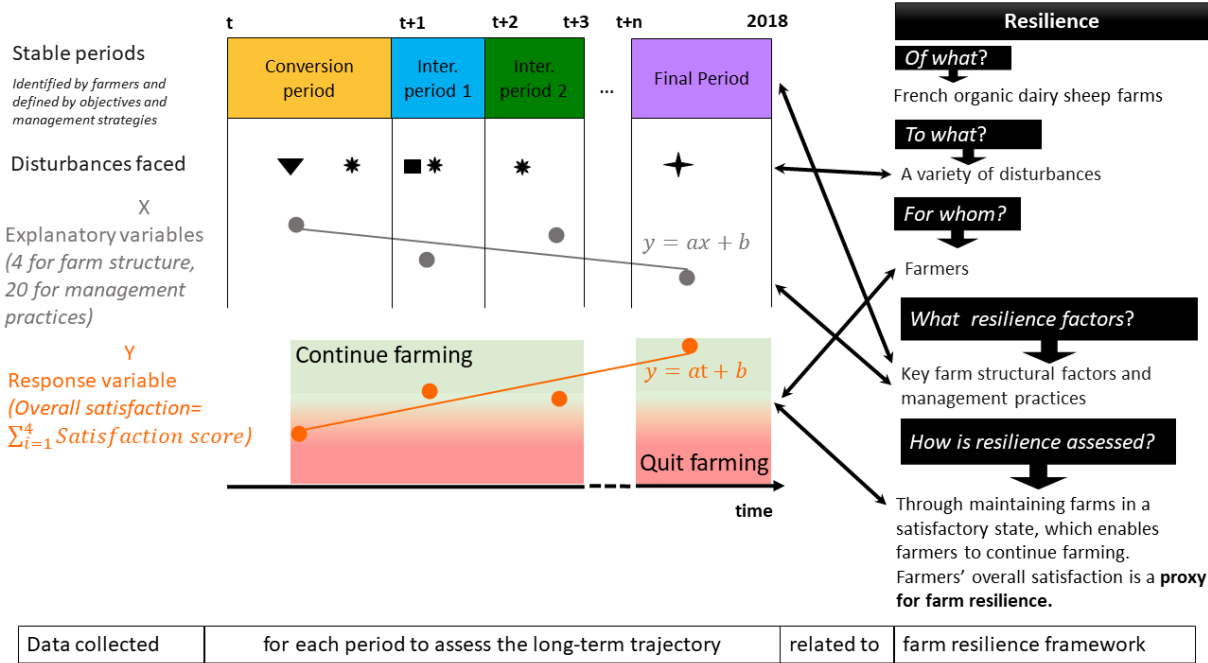 t
t+1
t+2
t+3
t+n
2018
Stable periods
Identified by farmers and
defined by objectives and
management strategies
Conversion
period
Inter.
period 1
Inter.
period 2
...
Final Period
Disturbances faced
X
Explanatory variables
(4 for farm structure,
20 for management
practices)
y = ax + b
Y
Response variable
(Overall satisfaction=
∑⁴ᵢ₌₁ Satisfaction score)
Continue farming
y = at + b
Quit farming
time
Resilience
Of what?
French organic dairy sheep farms
To what?
A variety of disturbances
For whom?
Farmers
What resilience factors?
Key farm structural factors and
management practices
How is resilience assessed?
Through maintaining farms in a
satisfactory state, which enables
farmers to continue farming.
Farmers’ overall satisfaction is a proxy
for farm resilience.
Data collected
for each period to assess the long-term trajectory
related to
farm resilience framework